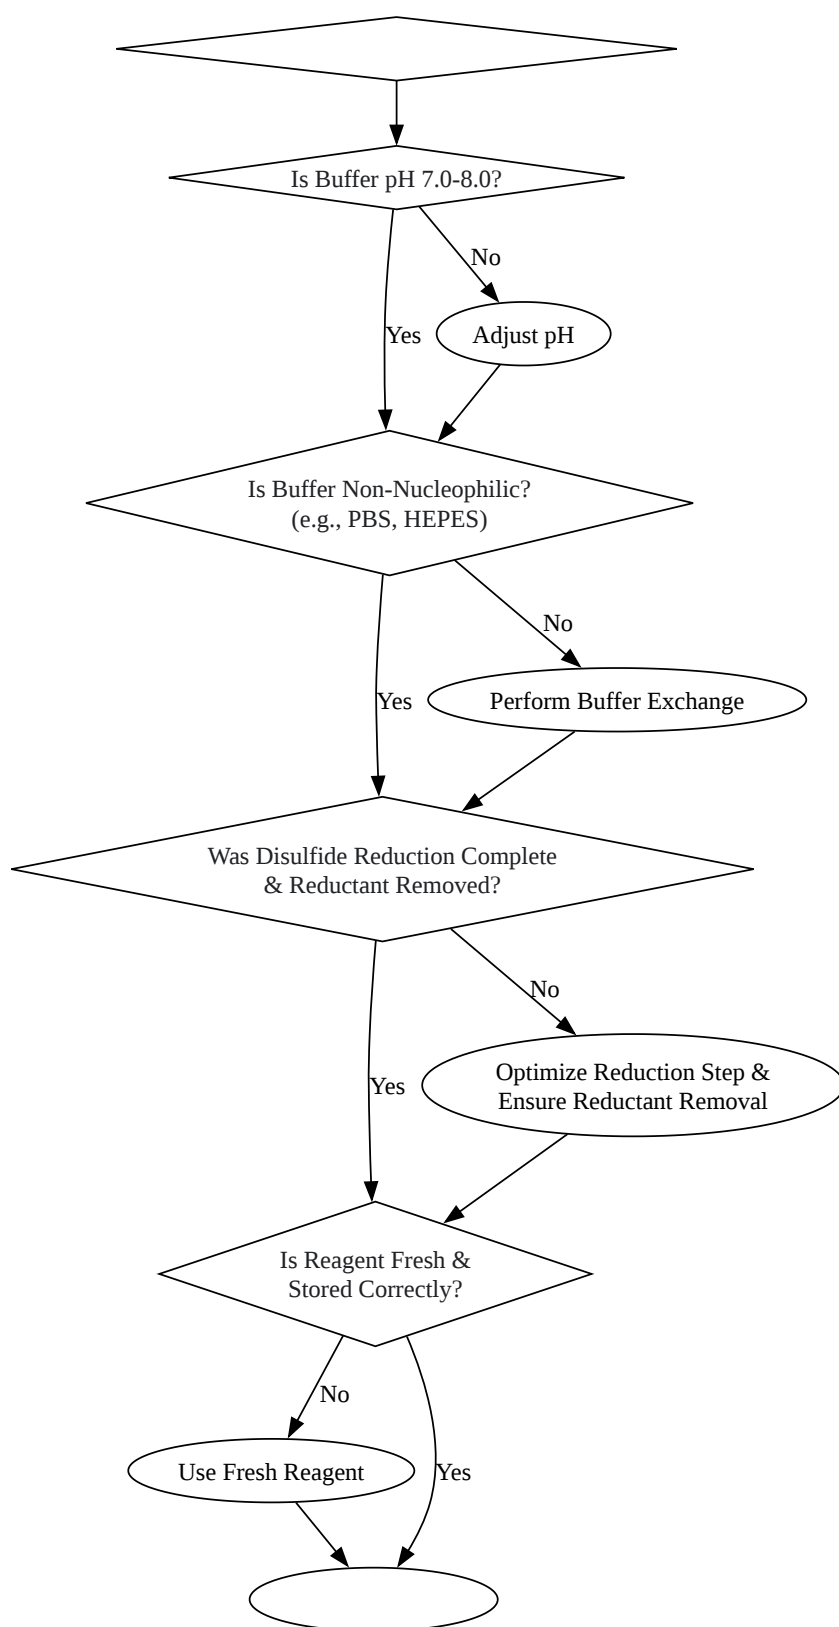 Is Buffer pH 7.0-8.0?
No
Yes
Adjust pH
Is Buffer Non-Nucleophilic?
(e.g., PBS, HEPES)
No
Yes
Perform Buffer Exchange
Was Disulfide Reduction Complete
& Reductant Removed?
No
Yes
Optimize Reduction Step &
Ensure Reductant Removal
Is Reagent Fresh &
Stored Correctly?
No
Use Fresh Reagent
Yes